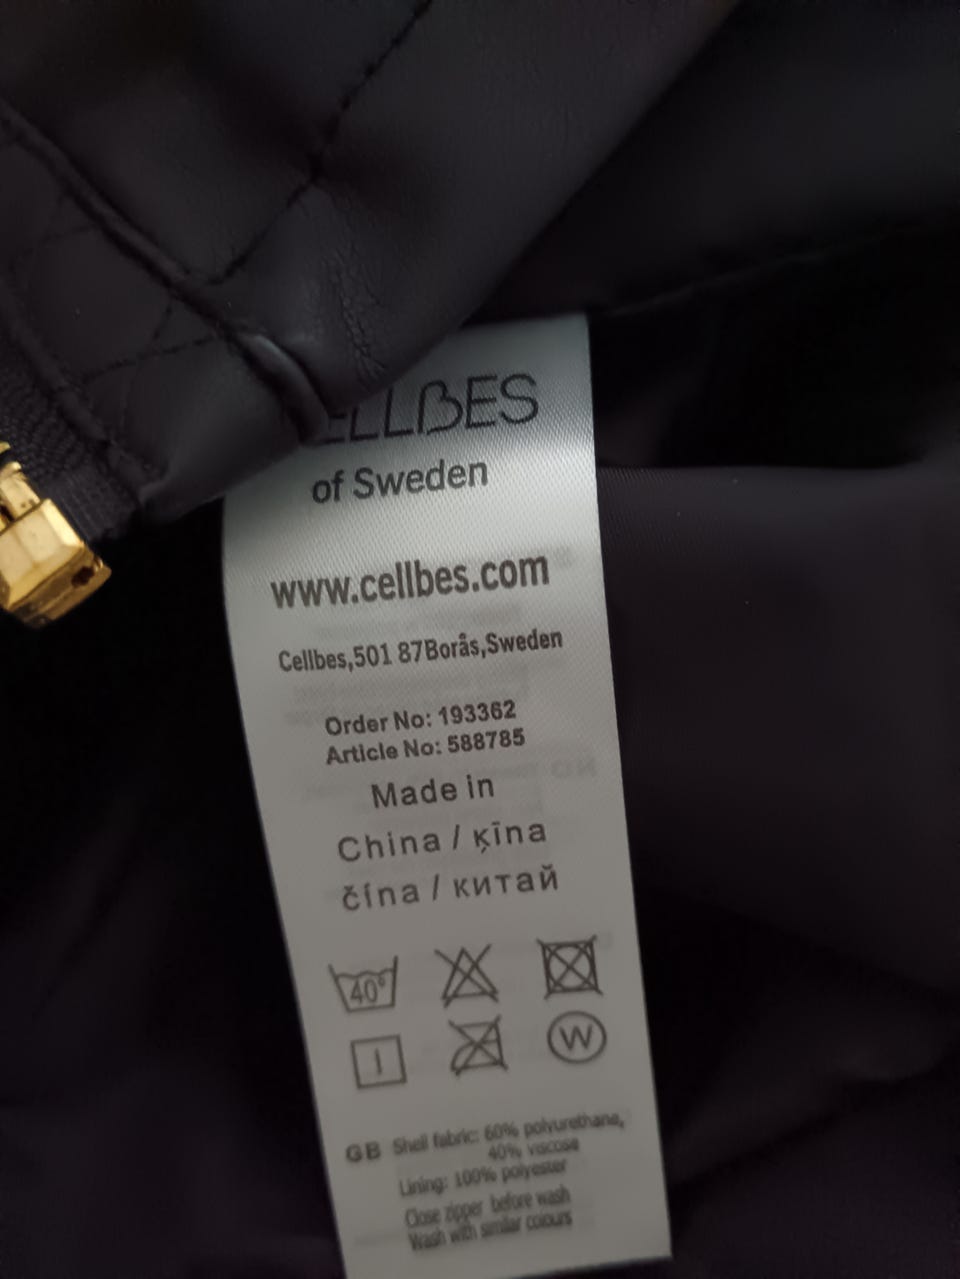 ELLBES
of Sweden
www.cellbes.com
Cellbes,501 87Borås,Sweden
Order No: 193362
Article No: 588785
Made in
China / ķīna
čína / китай
40°
W
GB Shell fabric: 60% polyurethane,
40% viscose
Lining: 100% polyester
Close zipper before wash
Wash with similar colours